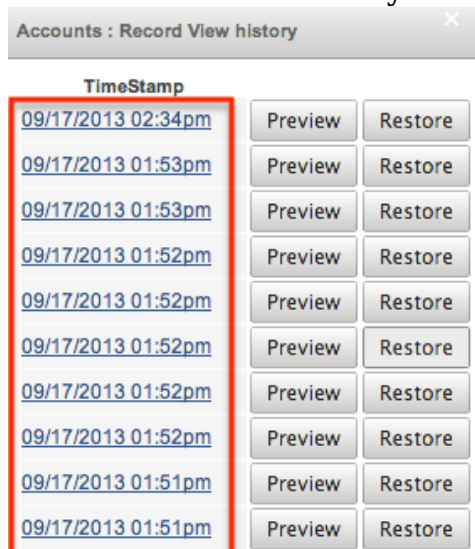 Accounts : Record View history
TimeStamp
09/17/2013 02:34pm Preview Restore
09/17/2013 01:53pm Preview Restore
09/17/2013 01:53pm Preview Restore
09/17/2013 01:52pm Preview Restore
09/17/2013 01:52pm Preview Restore
09/17/2013 01:52pm Preview Restore
09/17/2013 01:52pm Preview Restore
09/17/2013 01:52pm Preview Restore
09/17/2013 01:51pm Preview Restore
09/17/2013 01:51pm Preview Restore